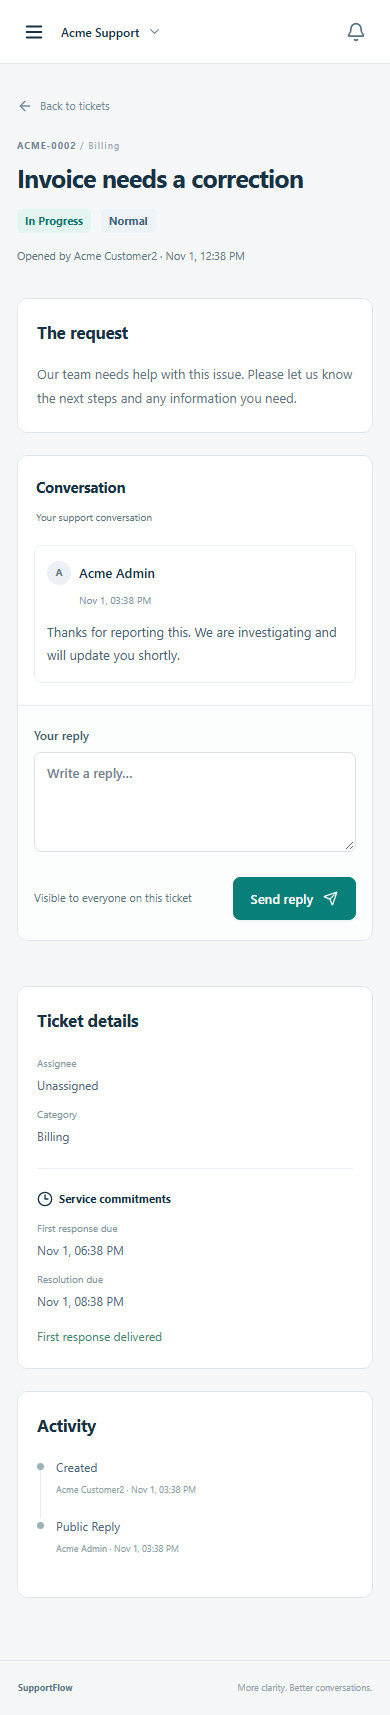 Acme Support
Back to tickets
ACME-0002 / Billing
Invoice needs a correction
In Progress
Normal
Opened by Acme Customer2 · Nov 1, 12:38 PM
The request
Our team needs help with this issue. Please let us know
the next steps and any information you need.
Conversation
Your support conversation
A
Acme Admin
Nov 1, 03:38 PM
Thanks for reporting this. We are investigating and
will update you shortly.
Your reply
Write a reply...
Visible to everyone on this ticket
Send reply
Ticket details
Assignee
Unassigned
Category
Billing
Service commitments
First response due
Nov 1, 06:38 PM
Resolution due
Nov 1, 08:38 PM
First response delivered
Activity
Created
Acme Customer2 · Nov 1, 03:38 PM
Public Reply
Acme Admin · Nov 1, 03:38 PM
SupportFlow
More clarity. Better conversations.